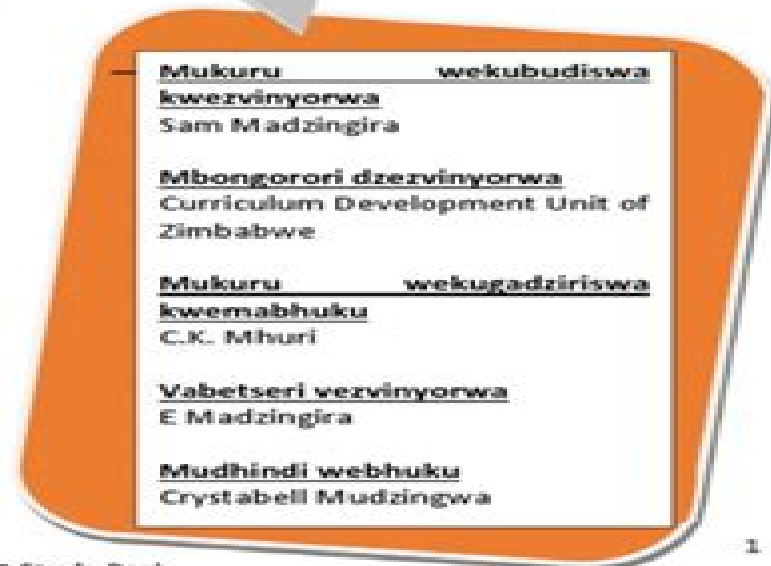 Mukuru wekubudiswa
kwezvinyorwa
Sam Madzingira
Mbongorori dzezvinyorwa
Curriculum Development Unit of
Zimbabwe
Mukuru wekugadziriswa
kwemabhuku
C.K. Mhuri
Vabetseri vezvinyorwa
E Madzingira
Mudhindi webhuku
Crystabell Mudzingwa
1